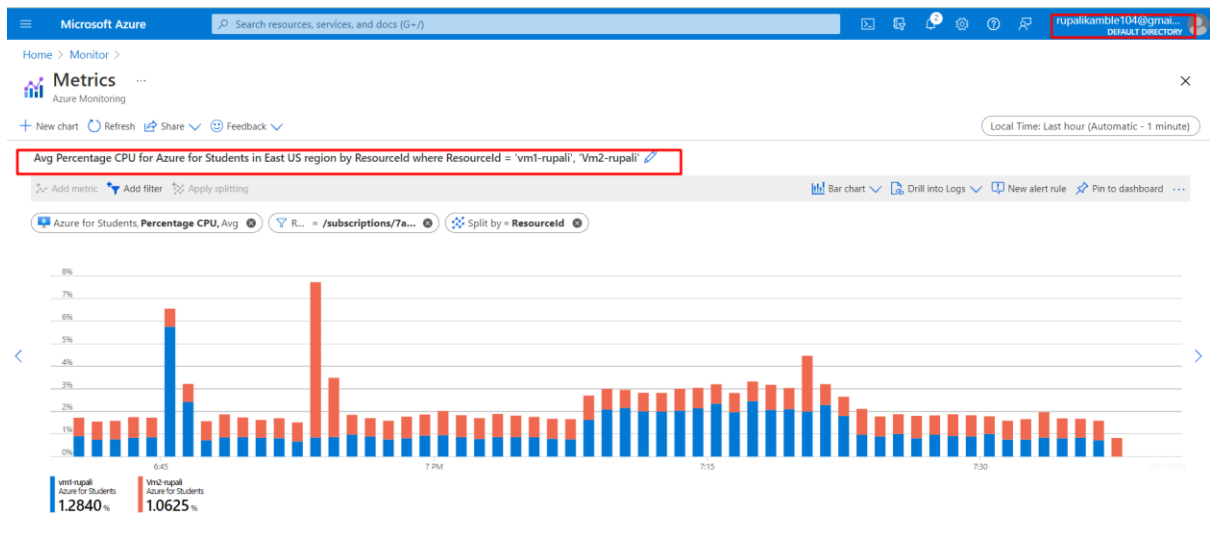 Microsoft Azure
Search resources, services, and docs (G+/)
2
rupalikamble104@gmai...
DEFAULT DIRECTORY
Home > Monitor >
Metrics ...
Azure Monitoring
New chart Refresh Share Feedback
Local Time: Last hour (Automatic - 1 minute)
Avg Percentage CPU for Azure for Students in East US region by ResourceId where ResourceId = 'vm1-rupali', 'Vm2-rupali'
Add metric Add filter Apply splitting Bar chart Drill into Logs New alert rule Pin to dashboard ...
Azure for Students, Percentage CPU, Avg R... = /subscriptions/7a... Split by = ResourceId
8%
7%
6%
5%
4%
3%
2%
1%
0%
6:45 7 PM 7:15 7:30
vm1-rupali Vm2-rupali
Azure for Students Azure for Students
1.2840 % 1.0625 %